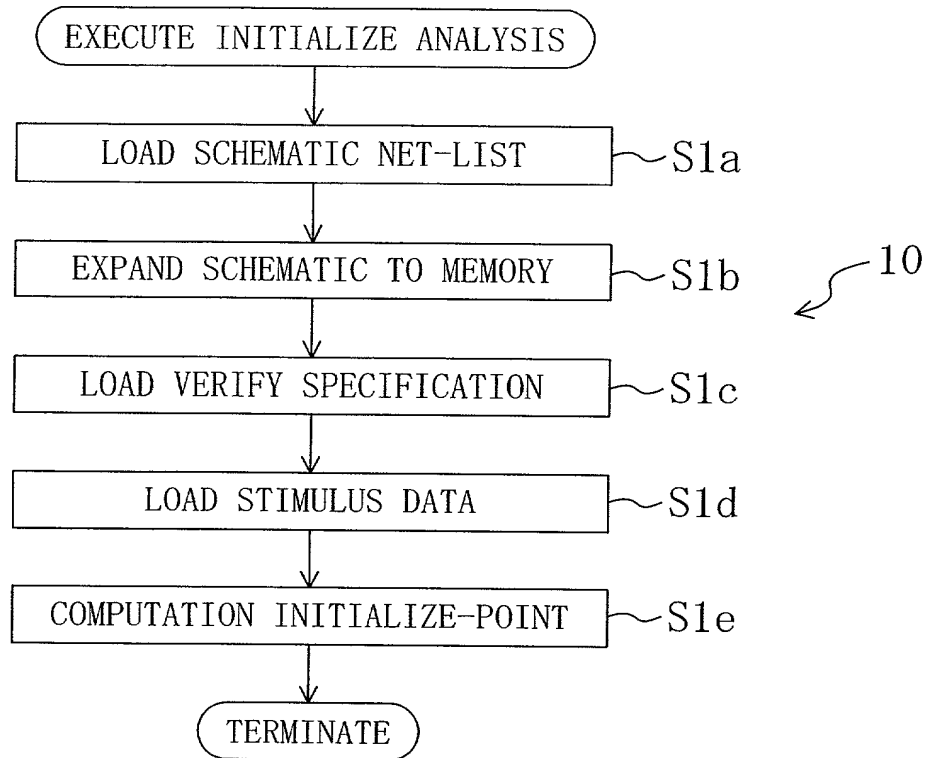 EXECUTE INITIALIZE ANALYSIS
LOAD SCHEMATIC NET-LIST
S1a
EXPAND SCHEMATIC TO MEMORY
S1b
10
LOAD VERIFY SPECIFICATION
S1c
LOAD STIMULUS DATA
S1d
COMPUTATION INITIALIZE-POINT
S1e
TERMINATE